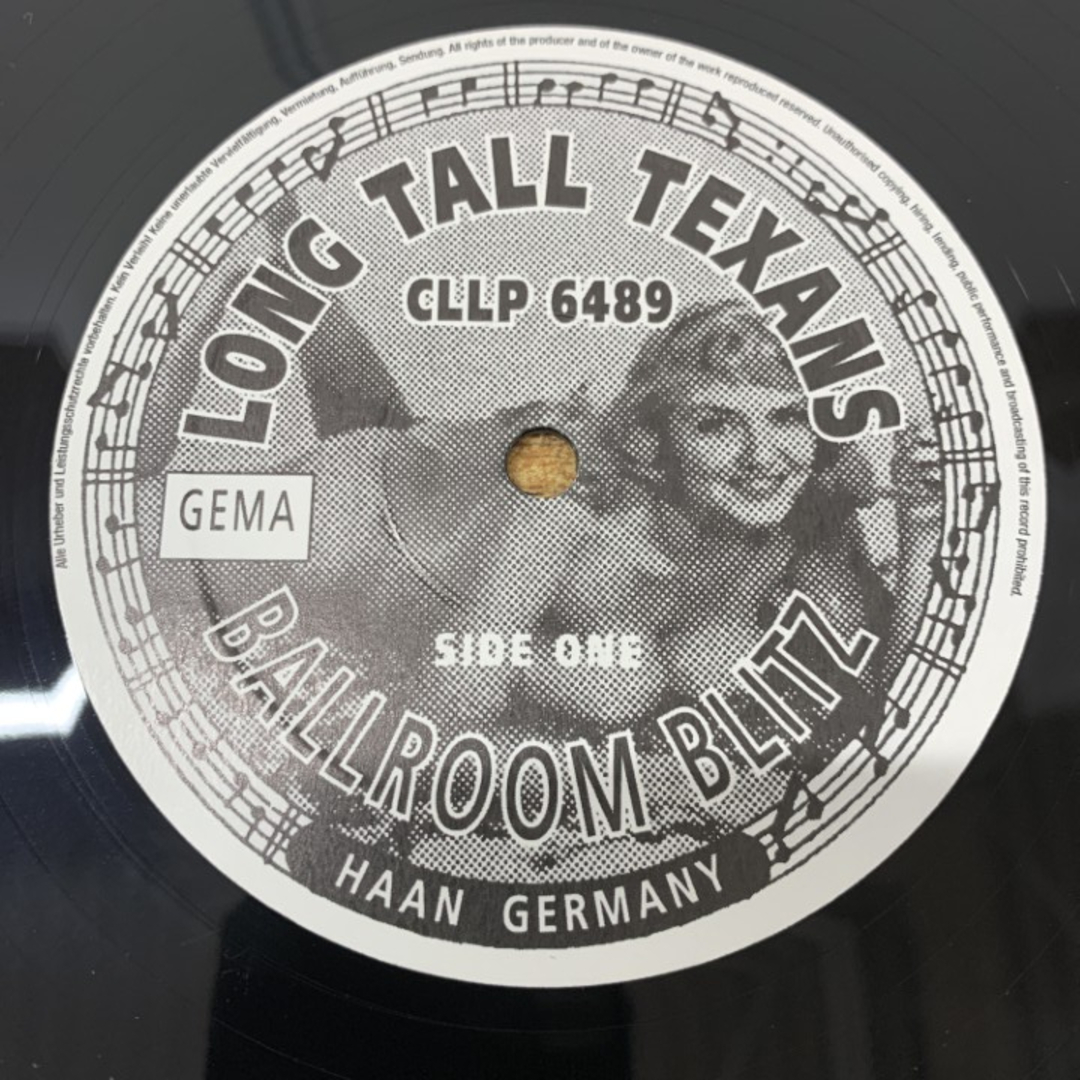 Alle Urheber und Leistungsschutzrechte vorbehalten. Kein Verleih! Keine unerlaubte Vervielfältigung, Vermietung, Aufführung, Sendung. All rights of the producer and of the owner of the work reproduced reserved. Unauthorised copying, hiring, lending, public performance and broadcasting of this record prohibited.
LONG TALL TEXANS
CLLP 6489
GEMA
SIDE ONE
BALLROOM BLITZ
HAAN GERMANY